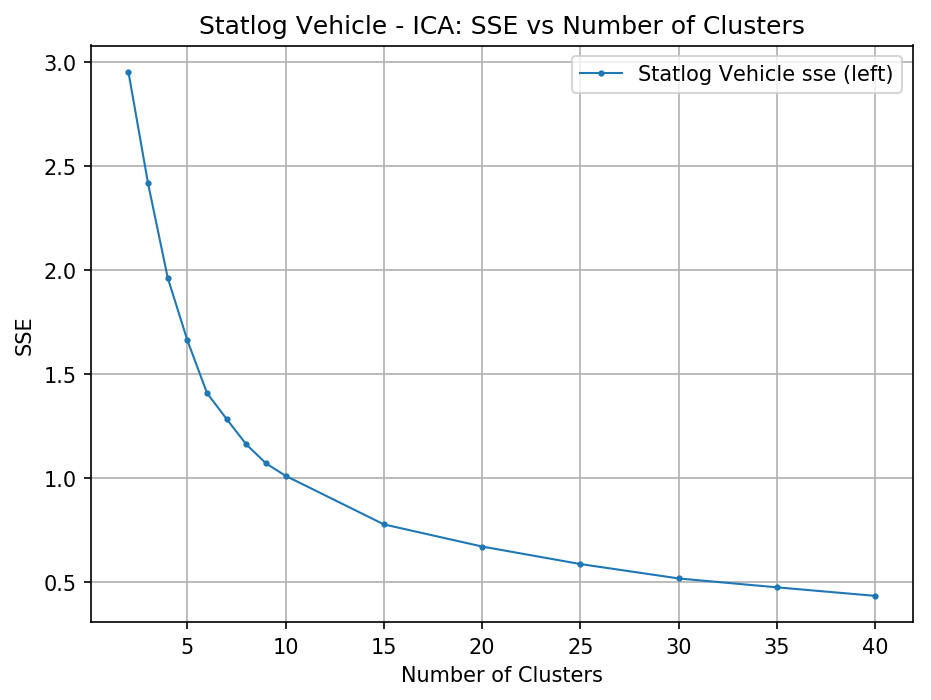 Statlog Vehicle - ICA: SSE vs Number of Clusters
Statlog Vehicle sse (left)
3.0
2.5
2.0
1.5
1.0
0.5
SSE
5 10 15 20 25 30 35 40
Number of Clusters